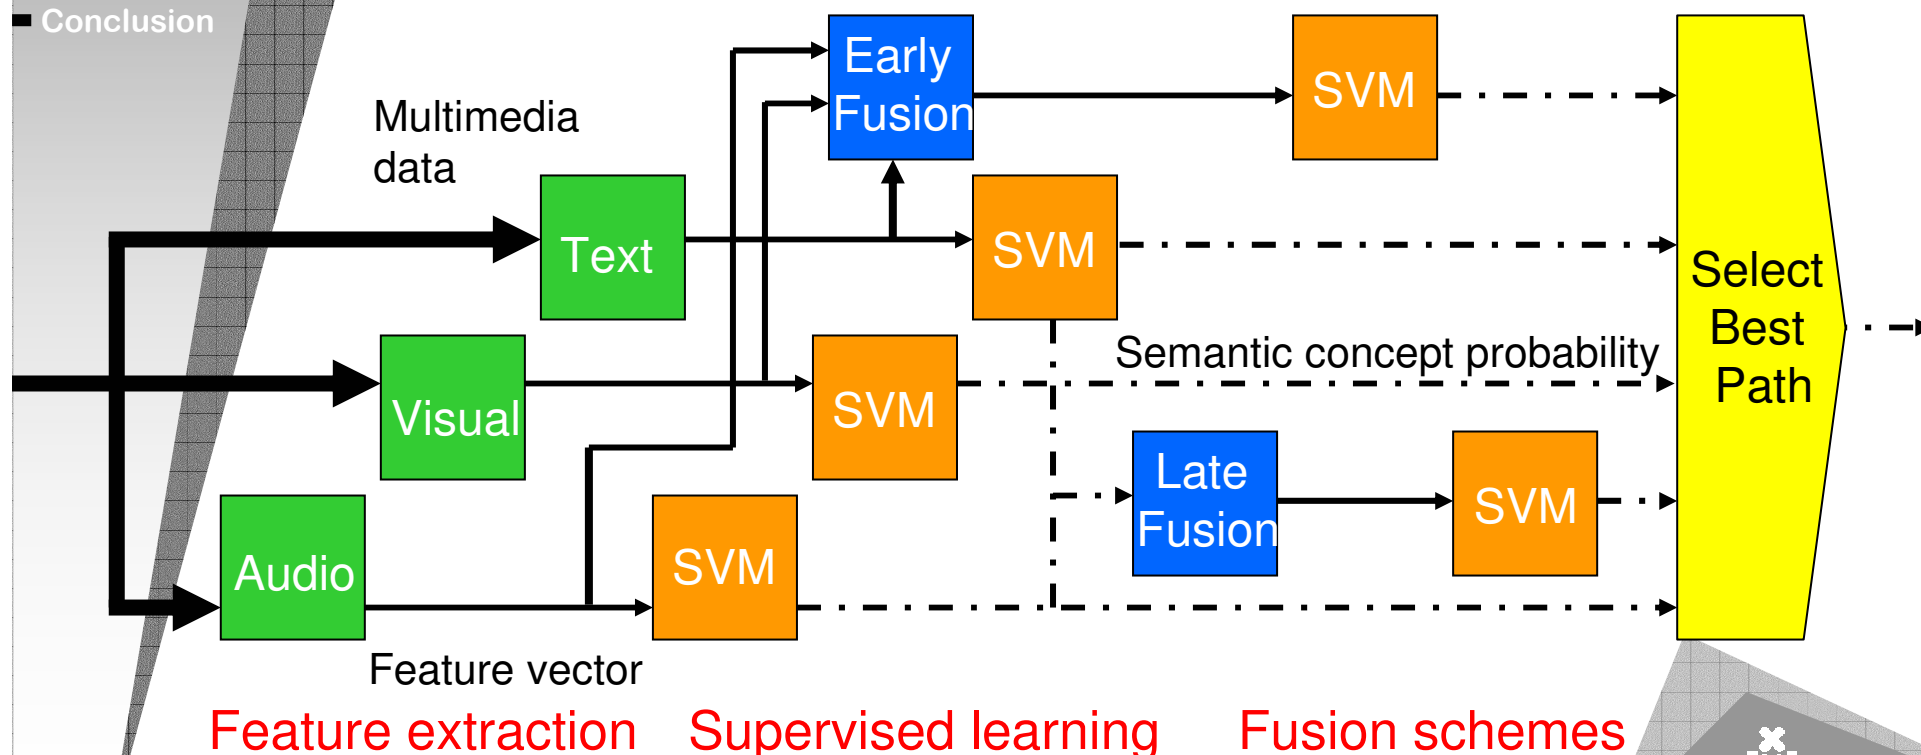 Conclusion
Multimedia
data
Early
Fusion
SVM
Text
SVM
Visual
SVM
Semantic concept probability
Select
Best
Path
Late
Fusion
SVM
Audio
SVM
Feature vector
Feature extraction
Supervised learning
Fusion schemes